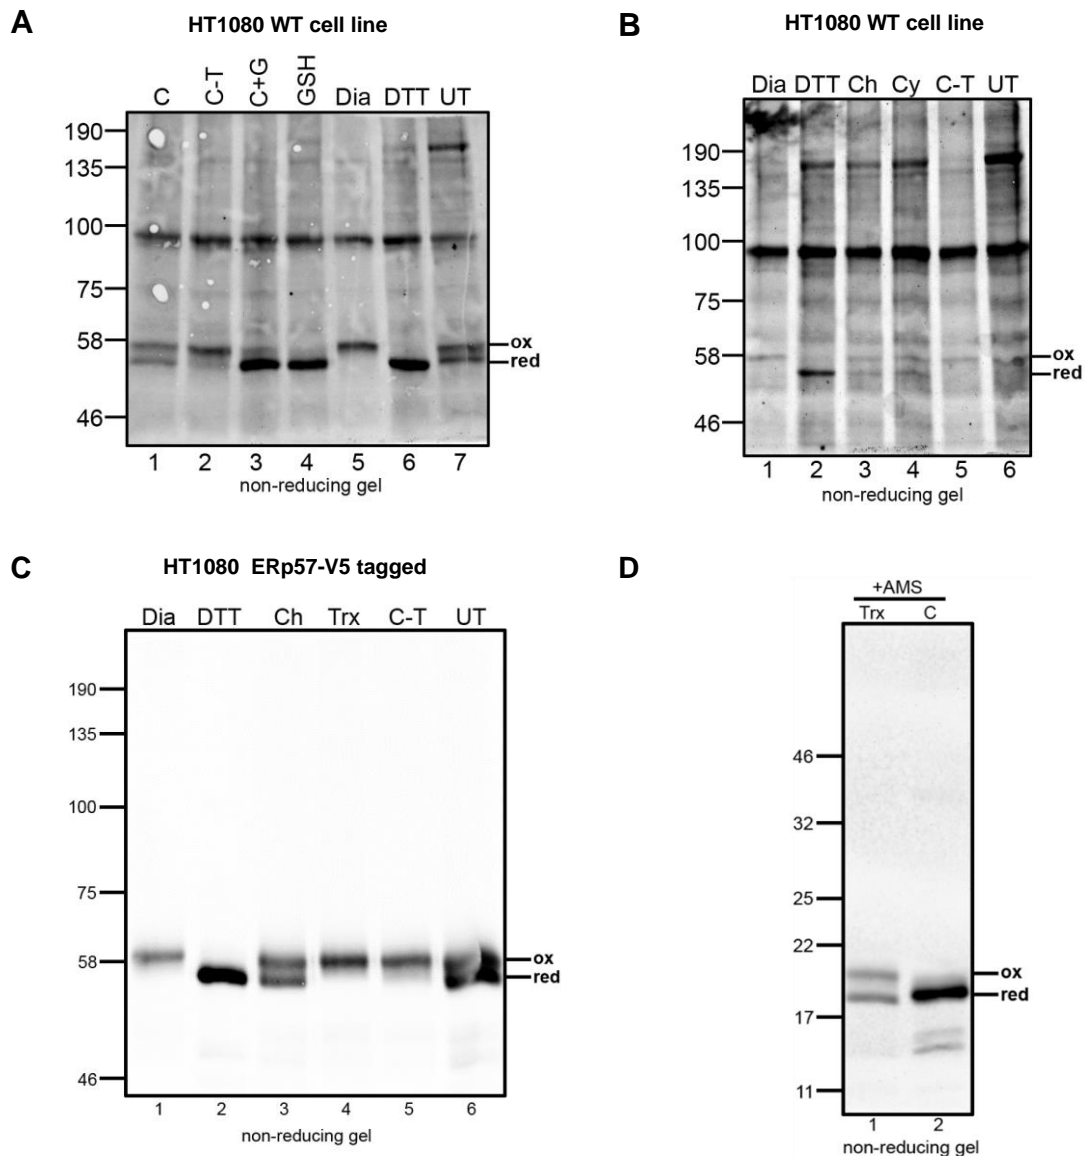 A
HT1080 WT cell line
C C-T C+G GSH Dia DTT UT
190
135
100
75
58
46
ox
red
1 2 3 4 5 6 7
non-reducing gel
B
HT1080 WT cell line
Dia DTT Ch Cy C-T UT
190
135
100
75
58
46
ox
red
1 2 3 4 5 6
non-reducing gel
C
HT1080 ERp57-V5 tagged
Dia DTT Ch Trx C-T UT
190
135
100
75
58
46
ox
red
1 2 3 4 5 6
non-reducing gel
D
+AMS
Trx C
46
32
25
22
17
11
ox
red
1 2
non-reducing gel